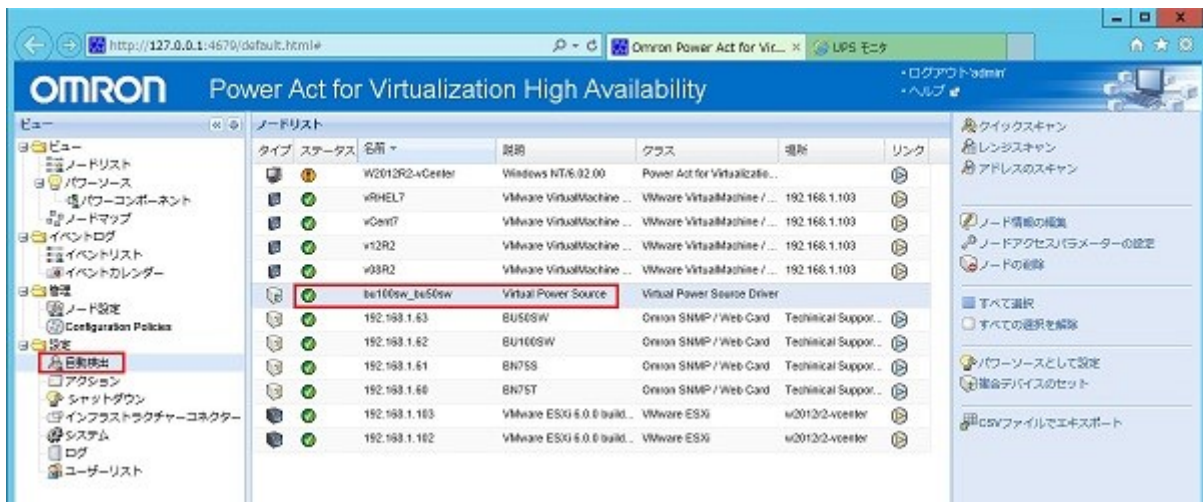 http://127.0.0.1:4679/default.html#
Omron Power Act for Vir...
UPS モニタ
OMRON
Power Act for Virtualization High Availability
・ログアウト'admin'
・ヘルプ
ビュー
ビュー
ノードリスト
パワーソース
パワーコンポーネント
ノードマップ
イベントログ
イベントリスト
イベントカレンダー
管理
ノード設定
Configuration Policies
設定
自動検出
アクション
シャットダウン
インフラストラクチャーコネクター
システム
ログ
ユーザーリスト
ノードリスト
タイプ ステータス 名前 説明 クラス 場所 リンク
W2012R2-vCenter Windows NT/6.02.00 Power Act for Virtualizatio...
vRHEL7 VMware VirtualMachine ... VMware VirtualMachine / ... 192.168.1.103
vCent7 VMware VirtualMachine ... VMware VirtualMachine / ... 192.168.1.103
v12R2 VMware VirtualMachine ... VMware VirtualMachine / ... 192.168.1.103
v03R2 VMware VirtualMachine ... VMware VirtualMachine / ... 192.168.1.103
bu100sw_bu50sw Virtual Power Source Virtual Power Source Driver
192.168.1.63 BU50SW Omron SNMP / Web Card Techinical Suppor...
192.168.1.62 BU100SW Omron SNMP / Web Card Techinical Suppor...
192.168.1.61 BN75S Omron SNMP / Web Card Techinical Suppor...
192.168.1.60 BN75T Omron SNMP / Web Card Techinical Suppor...
192.168.1.103 VMware ESXi 6.0.0 build... VMware ESXi w2012r2-vcenter
192.168.1.102 VMware ESXi 6.0.0 build... VMware ESXi w2012r2-vcenter
クイックスキャン
レンジスキャン
アドレスのスキャン
ノード情報の編集
ノードアクセスパラメーターの設定
ノードの削除
すべて選択
すべての選択を解除
パワーソースとして設定
複合デバイスのセット
CSVファイルでエキスポート